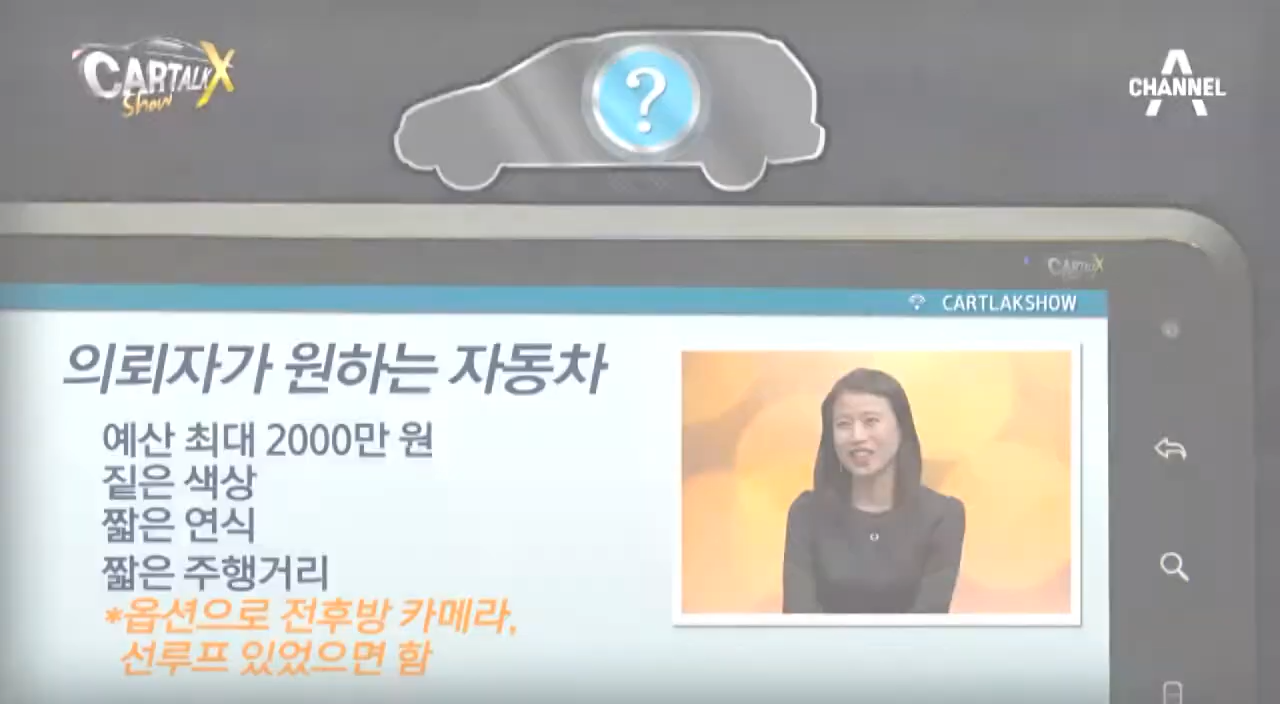 CARTALK X
Show
?
CHANNEL A
CARTALK X
CARTLAKSHOW
의뢰자가 원하는 자동차
예산 최대 2000만 원
짙은 색상
짧은 연식
짧은 주행거리
*옵션으로 전후방 카메라,
선루프 있었으면 함